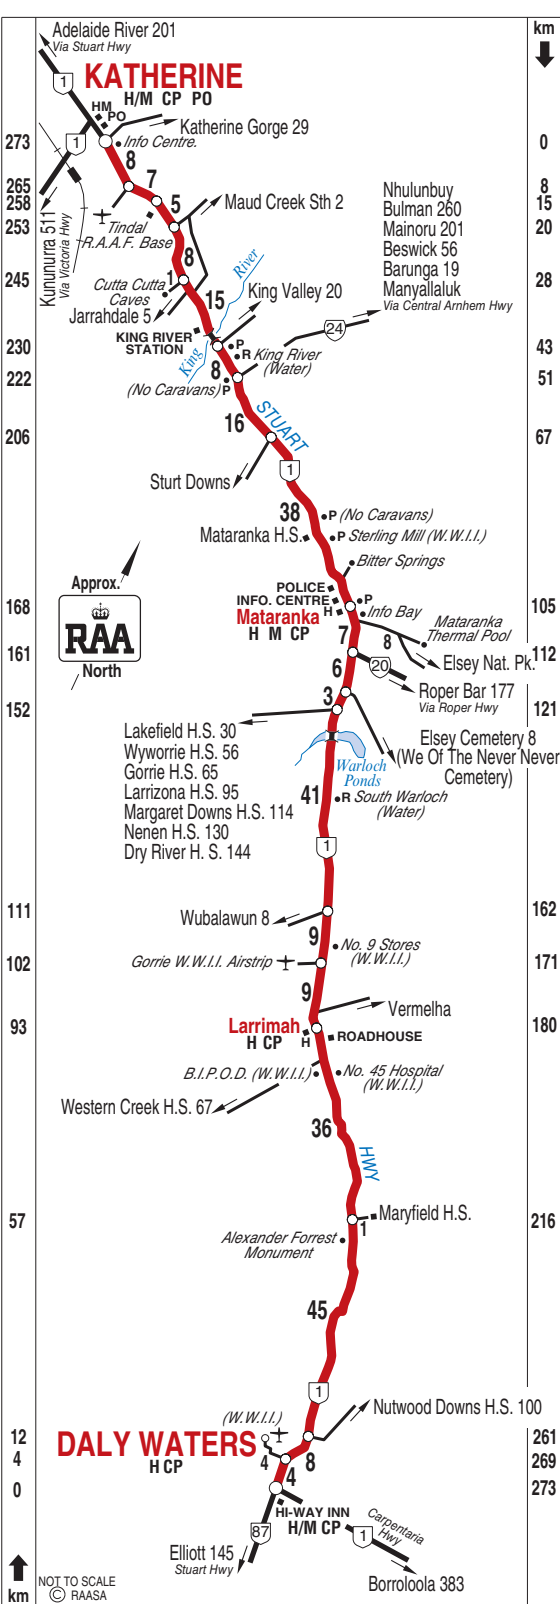 Adelaide River 201
Via Stuart Hwy
km
1
KATHERINE
H/M CP PO
HM
PO
Katherine Gorge 29
1
Info Centre.
273
0
8
265
7
8
258
15
5
Maud Creek Sth 2
253
20
Tindal
R.A.A.F. Base
Kununurra 511
Via Victoria Hwy
Nhulunbuy
Bulman 260
Mainoru 201
Beswick 56
Barunga 19
Manyallaluk
Via Central Arnhem Hwy
8
245
1
28
Cutta Cutta
Caves
River
King Valley 20
15
Jarrahdale 5
24
KING RIVER
STATION
230
P
43
R King River
(Water)
King
8
222
51
(No Caravans)
P
16
STUART
206
67
1
Sturt Downs
38
P (No Caravans)
Mataranka H.S.
P Sterling Mill (W.W.I.I.)
Bitter Springs
Approx.
RAA
North
POLICE
INFO. CENTRE
P
168
105
H
Info Bay
Mataranka
H M CP
Mataranka
Thermal Pool
7
8
161
112
Elsey Nat. Pk.
6
20
Roper Bar 177
Via Roper Hwy
3
152
121
Lakefield H.S. 30
Wyworrie H.S. 56
Gorrie H.S. 65
Larrizona H.S. 95
Margaret Downs H.S. 114
Nenen H.S. 130
Dry River H. S. 144
Elsey Cemetery 8
(We Of The Never Never
Cemetery)
Warloch
Ponds
41
R South Warloch
(Water)
1
111
162
Wubalawun 8
9
No. 9 Stores
(W.W.I.I.)
102
Gorrie W.W.I.I. Airstrip
171
9
Vermelha
93
Larrimah
H CP
H
ROADHOUSE
180
B.I.P.O.D. (W.W.I.I.)
No. 45 Hospital
(W.W.I.I.)
Western Creek H.S. 67
36
HWY
57
Maryfield H.S.
216
1
Alexander Forrest
Monument
45
1
Nutwood Downs H.S. 100
(W.W.I.I.)
12
DALY WATERS
H CP
261
4
4
8
269
4
0
273
HI-WAY INN
H/M CP
87
1
Carpentaria
Hwy
Elliott 145
Stuart Hwy
Borroloola 383
km
NOT TO SCALE
© RAASA